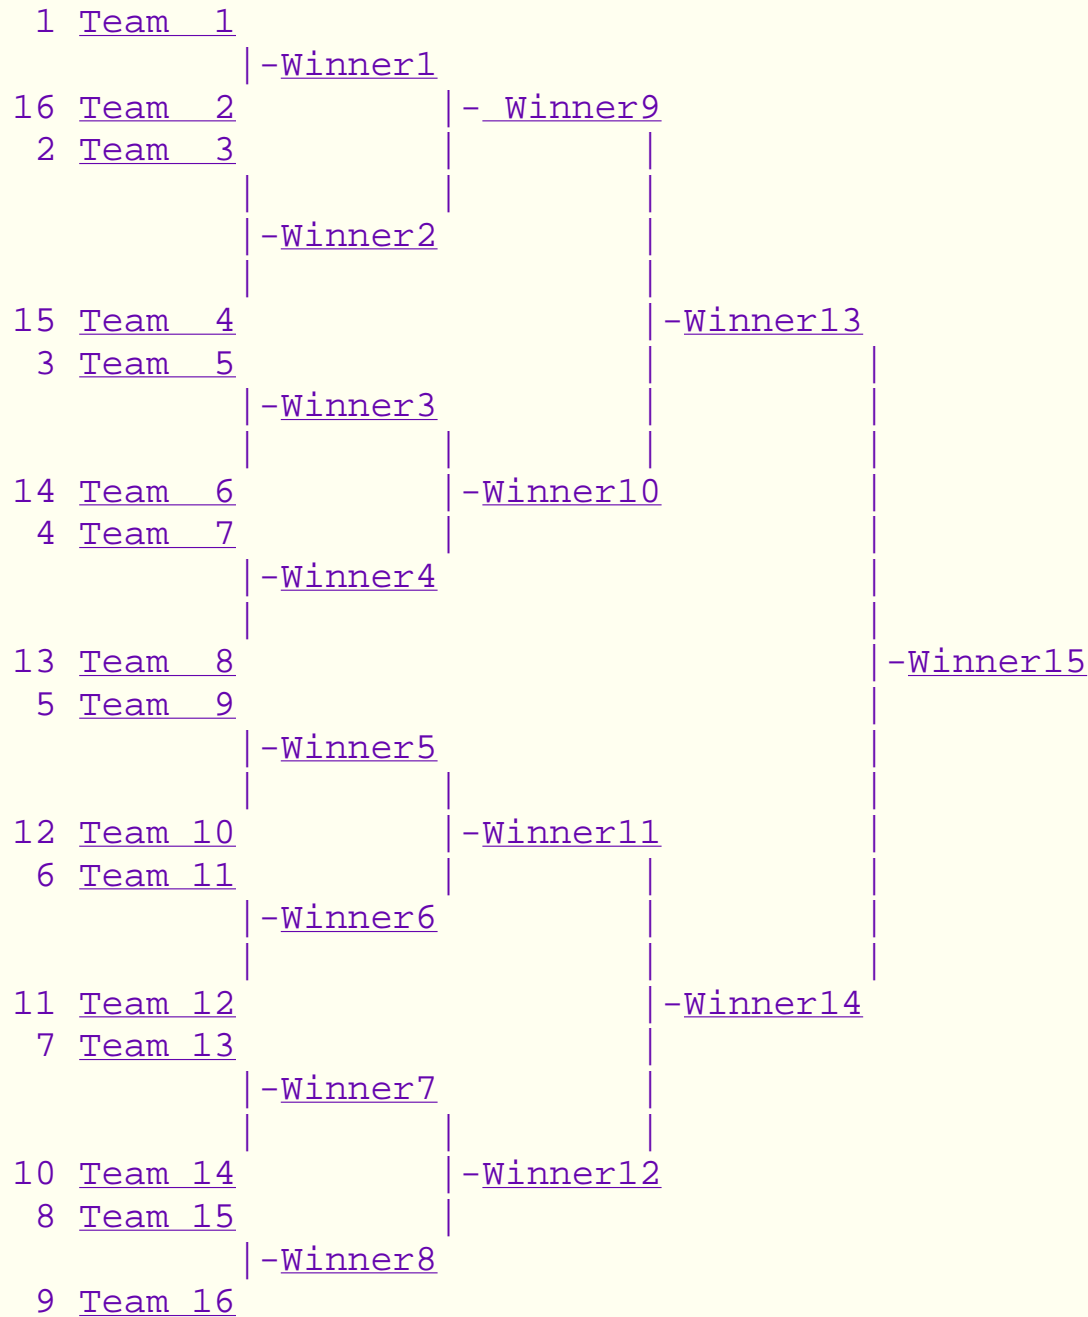 1 Team  1
|-Winner1
16 Team  2 |- Winner9
2 Team  3 | |
| | |
|-Winner2 |
| |
15 Team  4 |-Winner13
3 Team  5 | |
|-Winner3 | |
| | | |
14 Team  6 |-Winner10 |
4 Team  7 | |
|-Winner4 |
| |
13 Team  8 |-Winner15
5 Team  9 |
|-Winner5 |
| | |
12 Team 10 |-Winner11 |
6 Team 11 | | |
|-Winner6 | |
| | |
11 Team 12 |-Winner14
7 Team 13 |
|-Winner7 |
| | |
10 Team 14 |-Winner12
8 Team 15 |
|-Winner8
9 Team 16